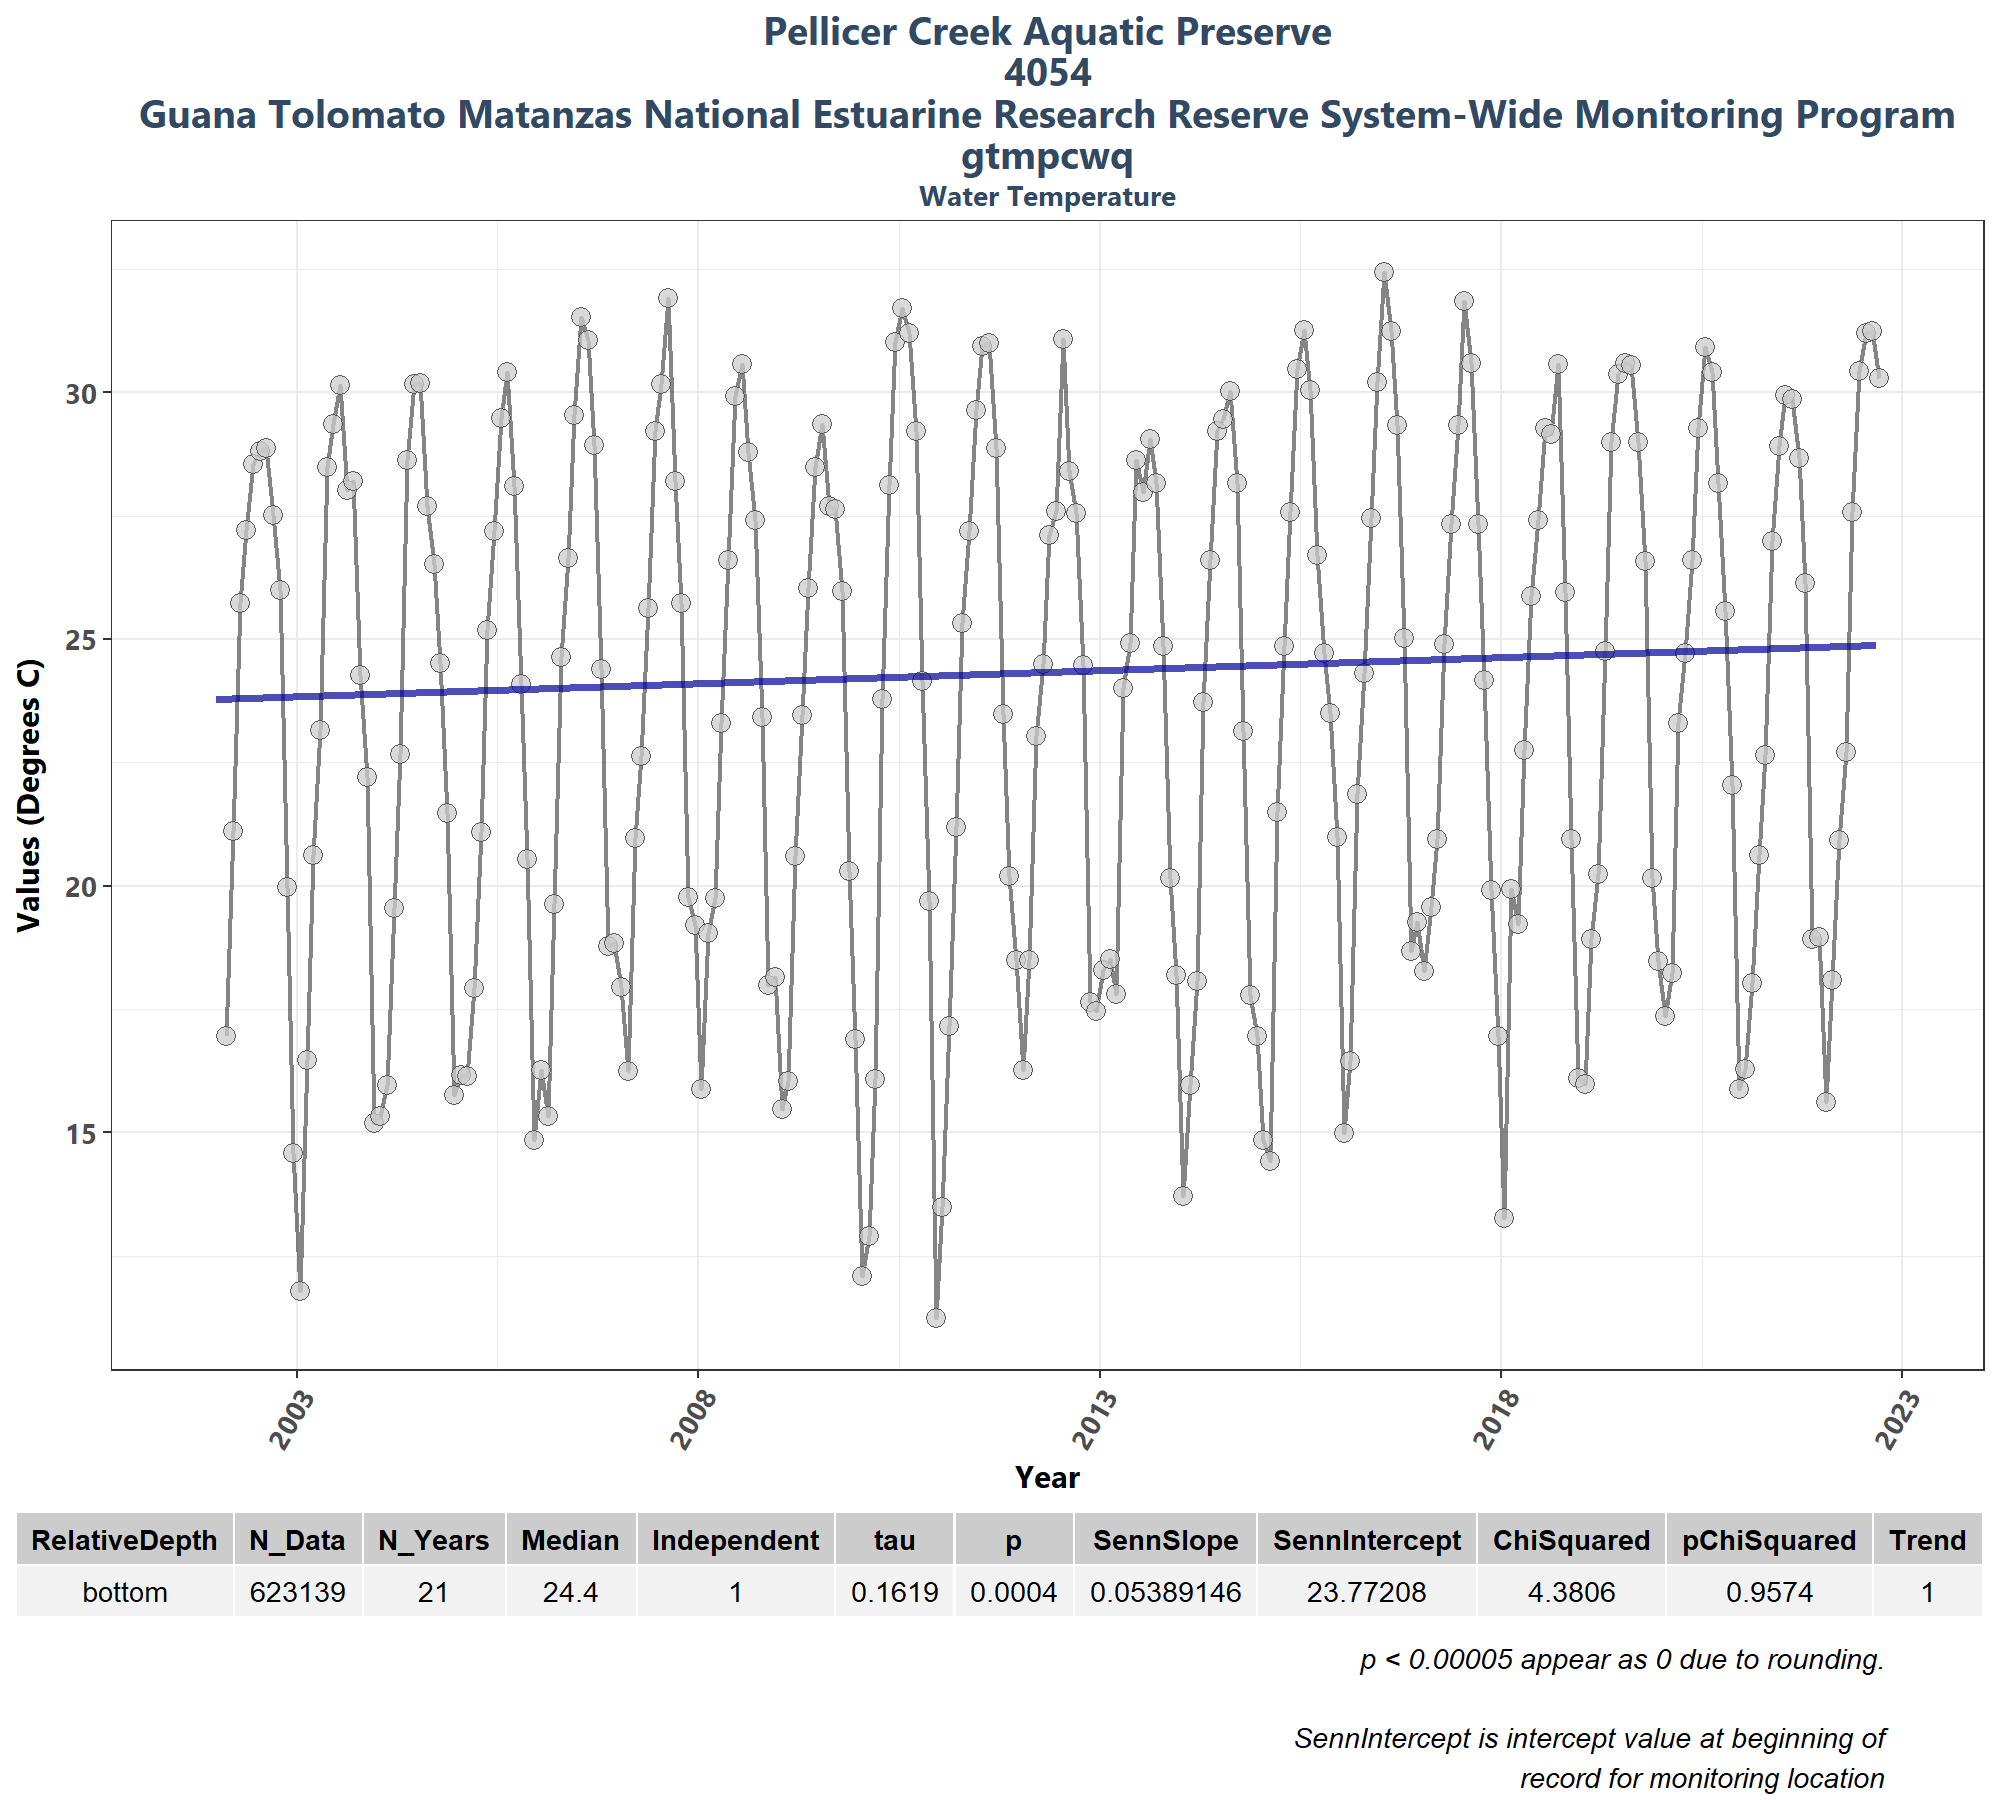 Pellicer Creek Aquatic Preserve
4054
Guana Tolomato Matanzas National Estuarine Research Reserve System-Wide Monitoring Program
gtmpcwq
Water Temperature
Values (Degrees C)
30
25
20
15
2003
2008
2013
2018
2023
Year
RelativeDepth N_Data N_Years Median Independent tau p SennSlope SennIntercept ChiSquared pChiSquared Trend
bottom 623139 21 24.4 1 0.1619 0.0004 0.05389146 23.77208 4.3806 0.9574 1
p < 0.00005 appear as 0 due to rounding.
SennIntercept is intercept value at beginning of
record for monitoring location